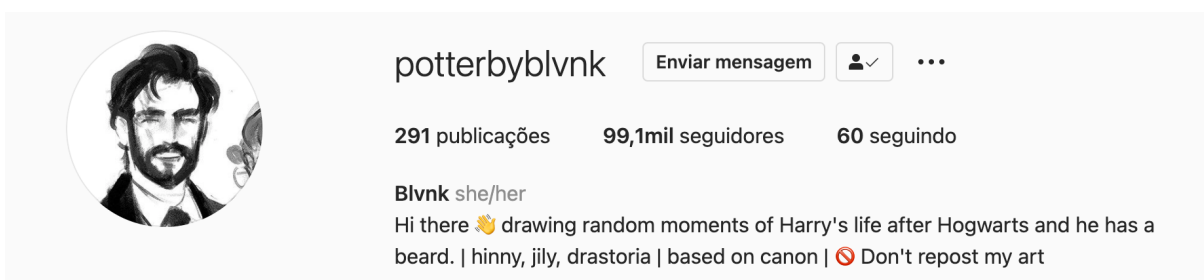 potterbyblvnk Enviar mensagem
291 publicações 99,1mil seguidores 60 seguindo
Blvnk she/her
Hi there 👋 drawing random moments of Harry's life after Hogwarts and he has a
beard. | hinny, jily, drastoria | based on canon | 🚫 Don't repost my art